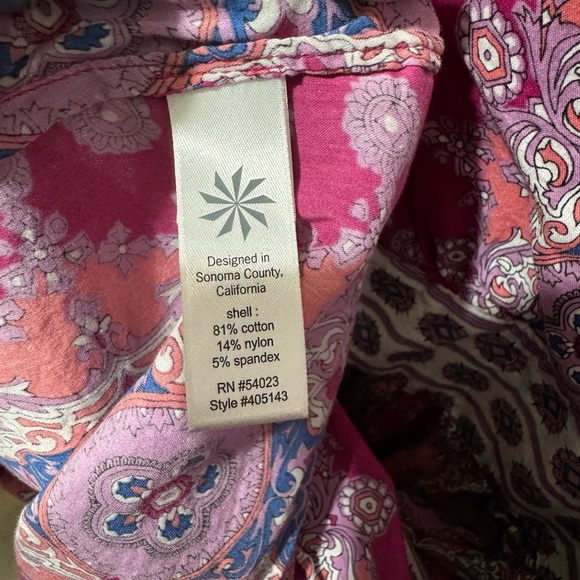 Designed in
Sonoma County,
California
shell :
81% cotton
14% nylon
5% spandex
RN #54023
Style #405143